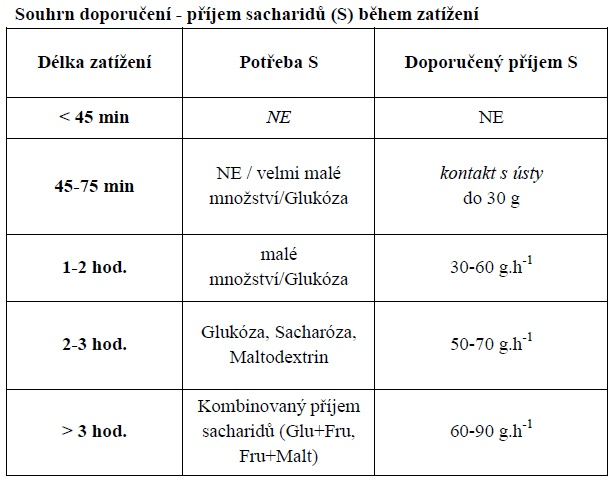 Souhrn doporučení - příjem sacharidů (S) během zatížení
Délka zatížení
Potřeba S
Doporučený příjem S
< 45 min
NE
NE
45-75 min
NE / velmi malé
množství/Glukóza
kontakt s ústy
do 30 g
1-2 hod.
malé
množství/Glukóza
30-60 g.h-1
2-3 hod.
Glukóza, Sacharóza,
Maltodextrin
50-70 g.h-1
> 3 hod.
Kombinovaný příjem
sacharidů (Glu+Fru,
Fru+Malt)
60-90 g.h-1